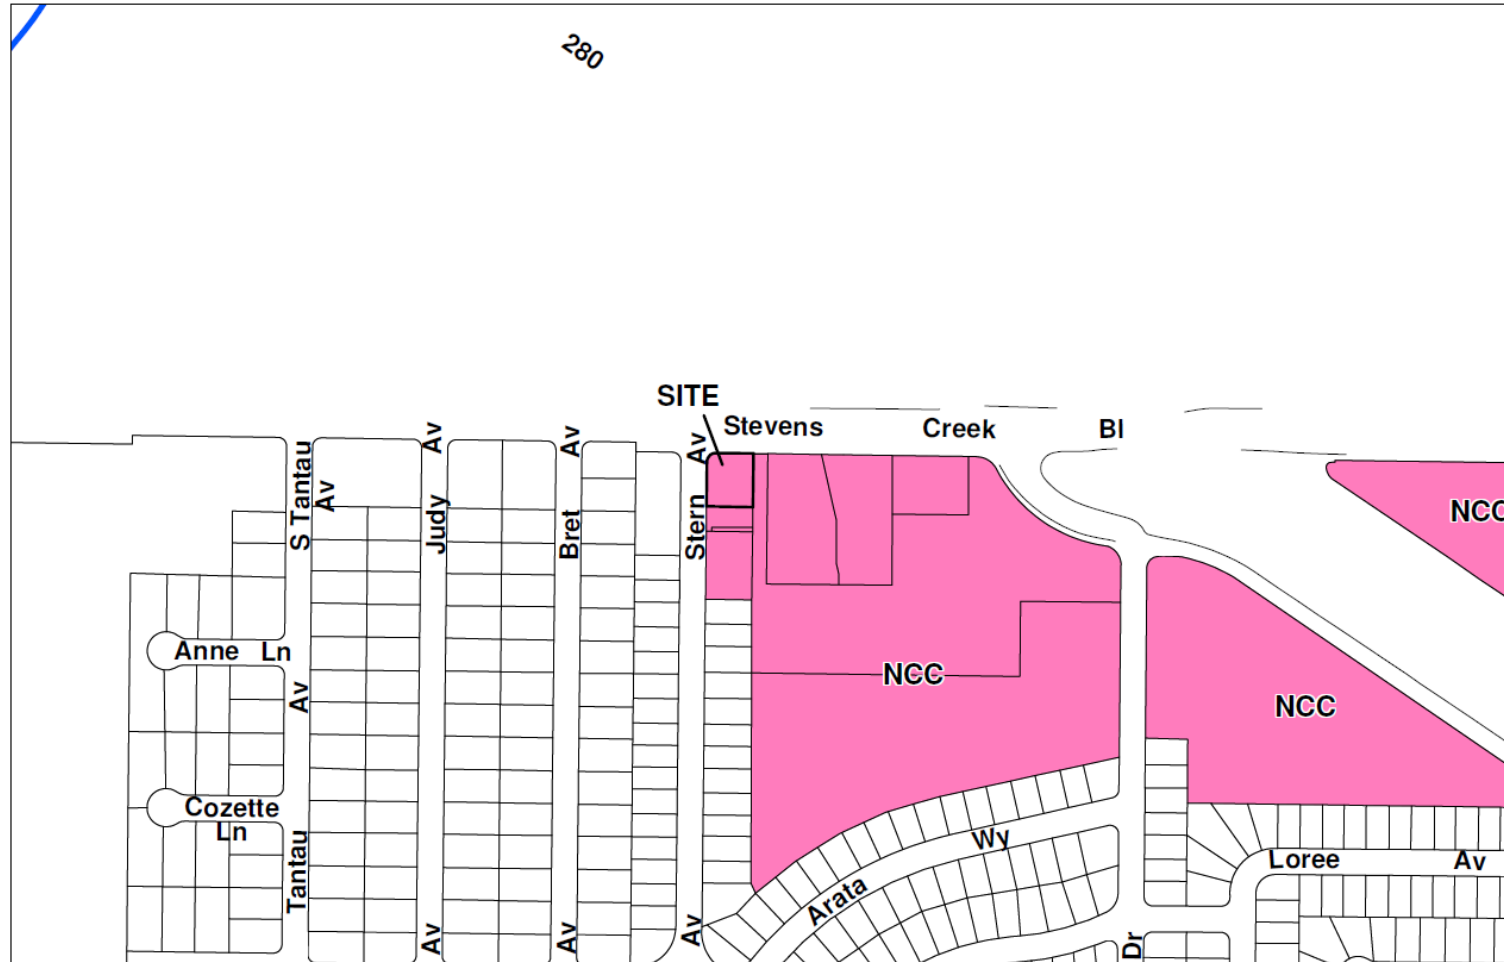 280
SITE
Stevens Creek Bl
Av
Av
Av
S Tantau
Av
Judy
Bret
Stern
NCC
Anne Ln
NCC
Av
NCC
Cozette
Ln
Wy
Tantau
Arata
Loree Av
Av
Av
Av
Dr